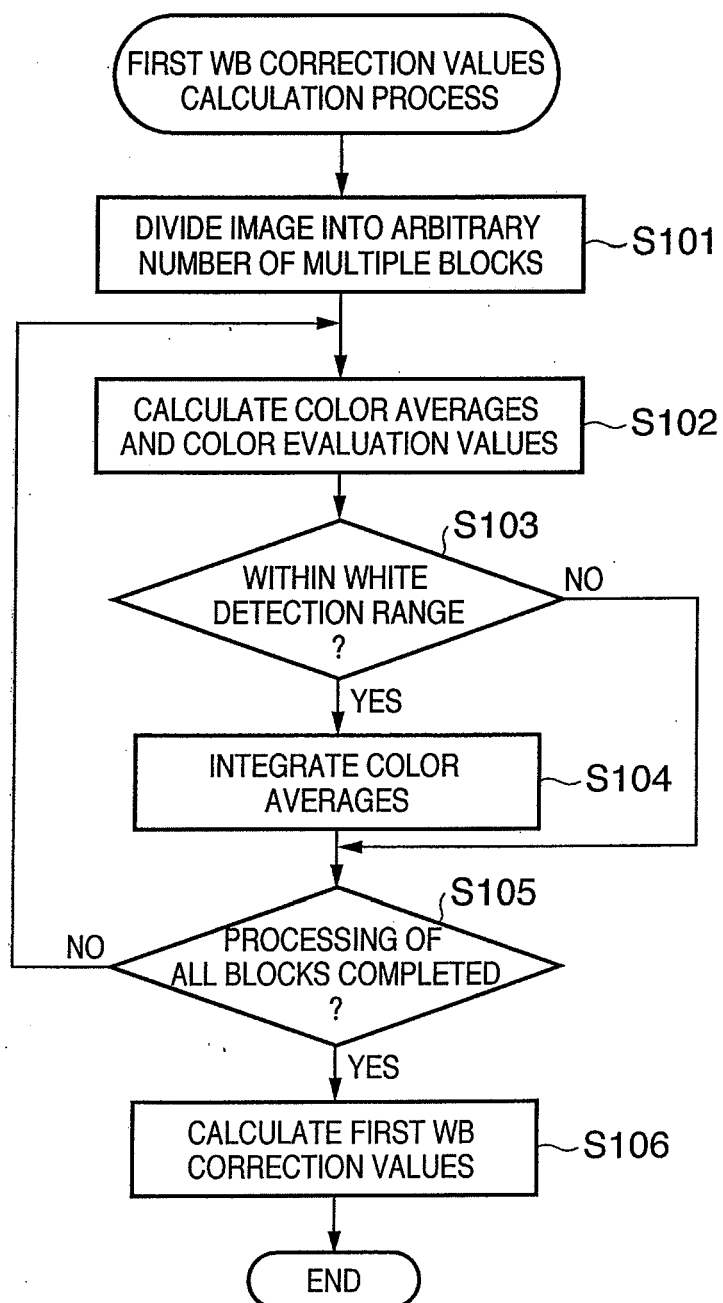 FIRST WB CORRECTION VALUES
CALCULATION PROCESS
DIVIDE IMAGE INTO ARBITRARY
NUMBER OF MULTIPLE BLOCKS
S101
CALCULATE COLOR AVERAGES
AND COLOR EVALUATION VALUES
S102
S103
WITHIN WHITE
DETECTION RANGE
?
NO
YES
INTEGRATE COLOR
AVERAGES
S104
S105
PROCESSING OF
ALL BLOCKS COMPLETED
?
NO
YES
CALCULATE FIRST WB
CORRECTION VALUES
S106
END